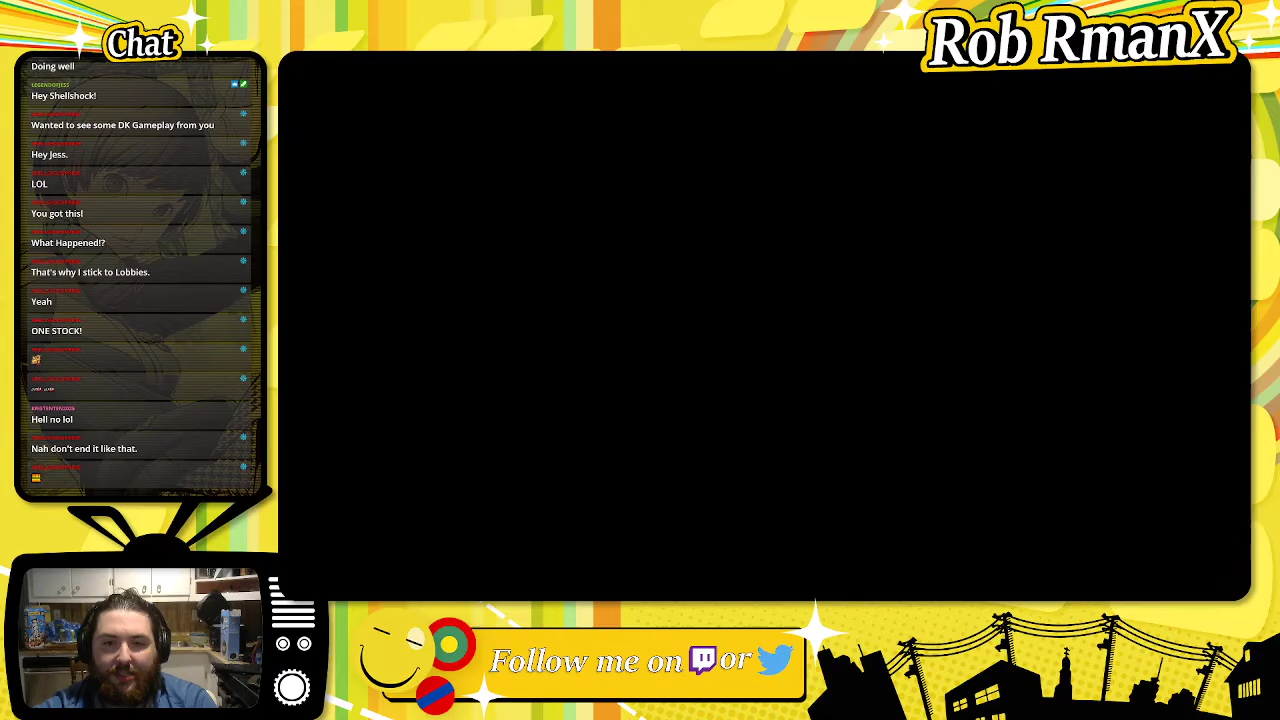 Chat
Rob RmanX
Doing well
LEGENDOFJESS
Hey Shellshock!
Wanted to see some DK Gameplay from you
Hey Jess.
LOL
You got this!
What Happened!?
That's why I stick to Lobbies.
Yeah
ONE STOCK!
Hell no lol
Nah don't end it like that.
Follow me on or